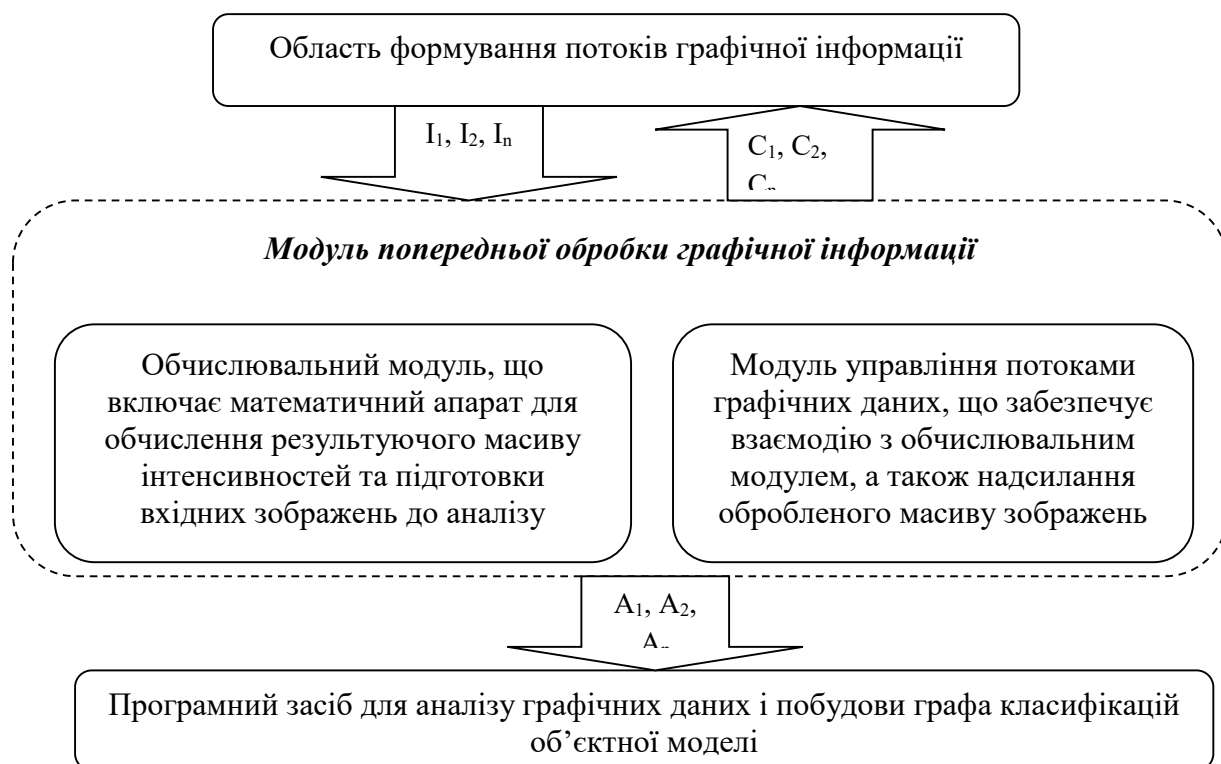 Область формування потоків графічної інформації
I₁, I₂, Iₙ
C₁, C₂,
Cₙ
Модуль попередньої обробки графічної інформації
Обчислювальний модуль, що
включає математичний апарат для
обчислення результуючого масиву
інтенсивностей та підготовки
вхідних зображень до аналізу
Модуль управління потоками
графічних даних, що забезпечує
взаємодію з обчислювальним
модулем, а також надсилання
обробленого масиву зображень
A₁, A₂,
Aₙ
Програмний засіб для аналізу графічних даних і побудови графа класифікацій
об’єктної моделі